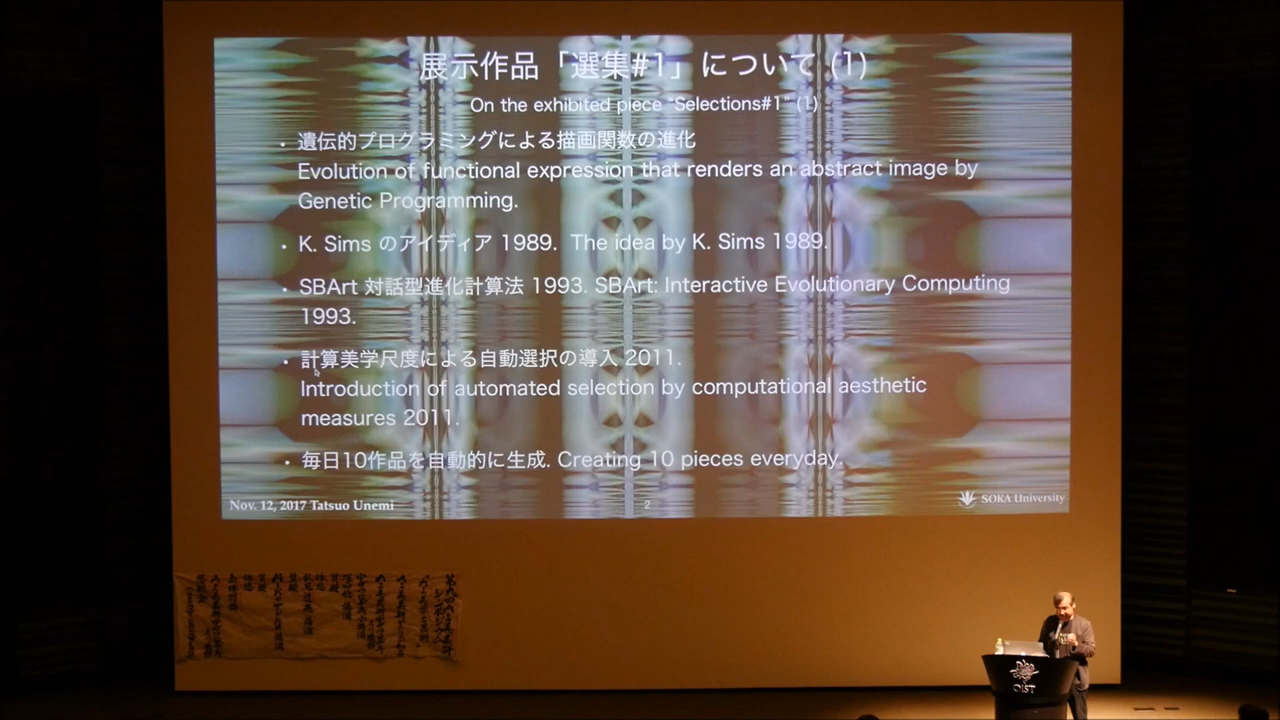 展示作品「選集#1」について (1)
On the exhibited piece “Selections#1” (1)
• 遺伝的プログラミングによる描画関数の進化
Evolution of functional expression that renders an abstract image by
Genetic Programming.
• K. Sims のアイディア 1989. The idea by K. Sims 1989.
• SBArt 対話型進化計算法 1993. SBArt: Interactive Evolutionary Computing
1993.
• 計算美学尺度による自動選択の導入 2011.
Introduction of automated selection by computational aesthetic
measures 2011.
• 毎日10作品を自動的に生成. Creating 10 pieces everyday.
Nov. 12, 2017 Tatsuo Unemi
2
SOKA University
OIST